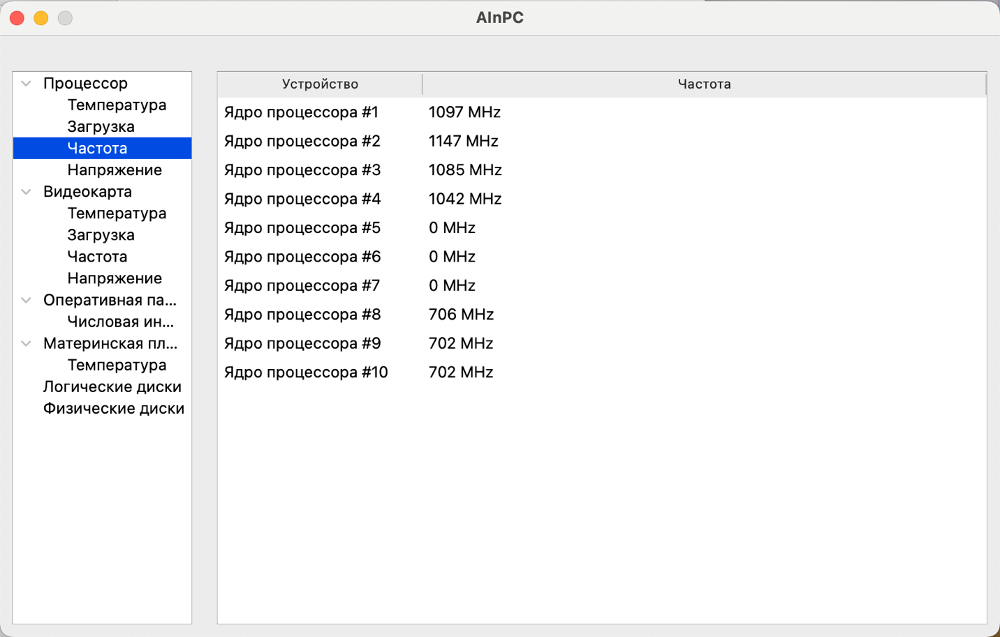 AInPC
Процессор
Температура
Загрузка
Частота
Напряжение
Видеокарта
Температура
Загрузка
Частота
Напряжение
Оперативная па...
Числовая ин...
Материнская пл...
Температура
Логические диски
Физические диски
Устройство Частота
Ядро процессора #1 1097 MHz
Ядро процессора #2 1147 MHz
Ядро процессора #3 1085 MHz
Ядро процессора #4 1042 MHz
Ядро процессора #5 0 MHz
Ядро процессора #6 0 MHz
Ядро процессора #7 0 MHz
Ядро процессора #8 706 MHz
Ядро процессора #9 702 MHz
Ядро процессора #10 702 MHz